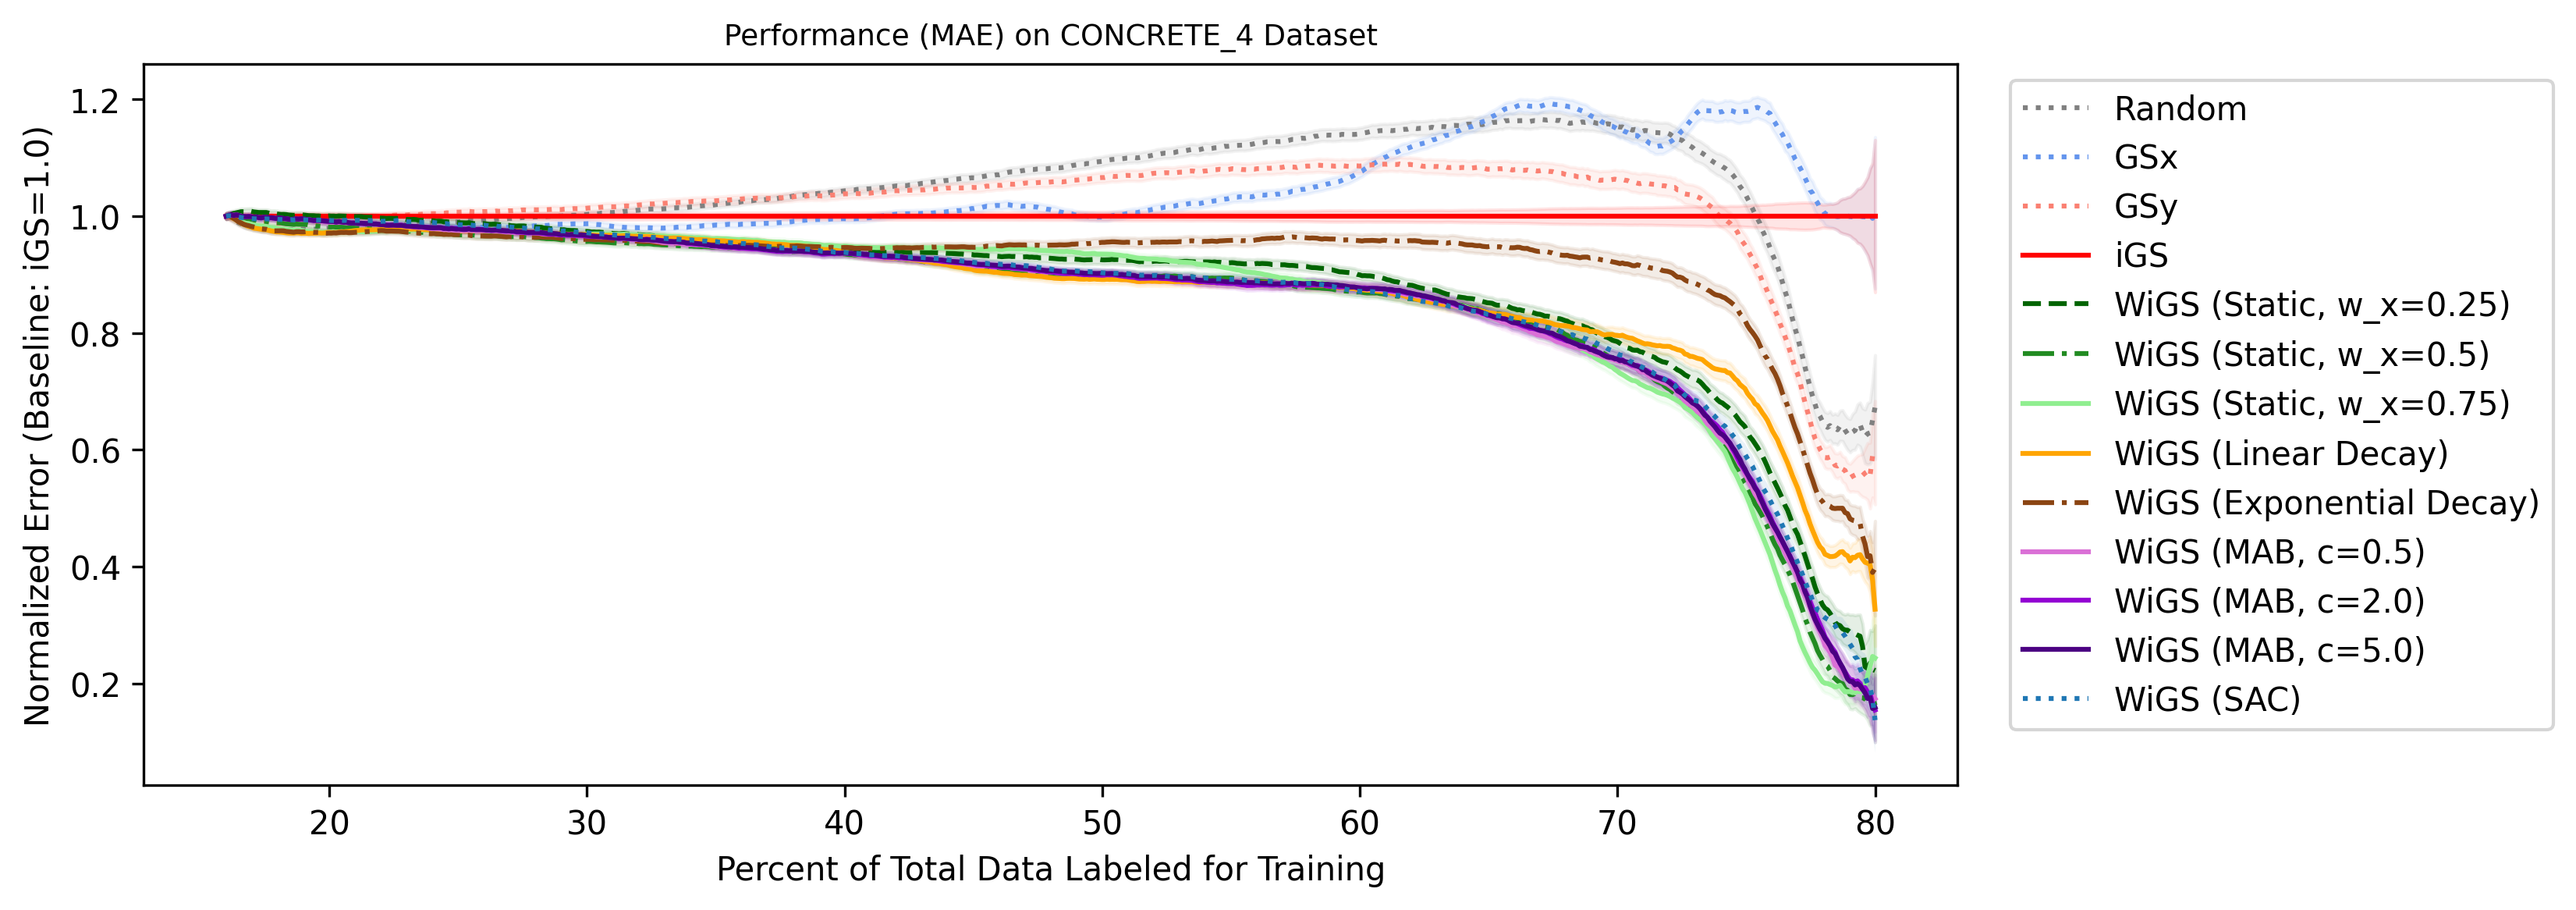 Performance (MAE) on CONCRETE_4 Dataset
Normalized Error (Baseline: iGS=1.0)
1.2
1.0
0.8
0.6
0.4
0.2
20 30 40 50 60 70 80
Percent of Total Data Labeled for Training
Random
GSx
GSy
iGS
WiGS (Static, w_x=0.25)
WiGS (Static, w_x=0.5)
WiGS (Static, w_x=0.75)
WiGS (Linear Decay)
WiGS (Exponential Decay)
WiGS (MAB, c=0.5)
WiGS (MAB, c=2.0)
WiGS (MAB, c=5.0)
WiGS (SAC)